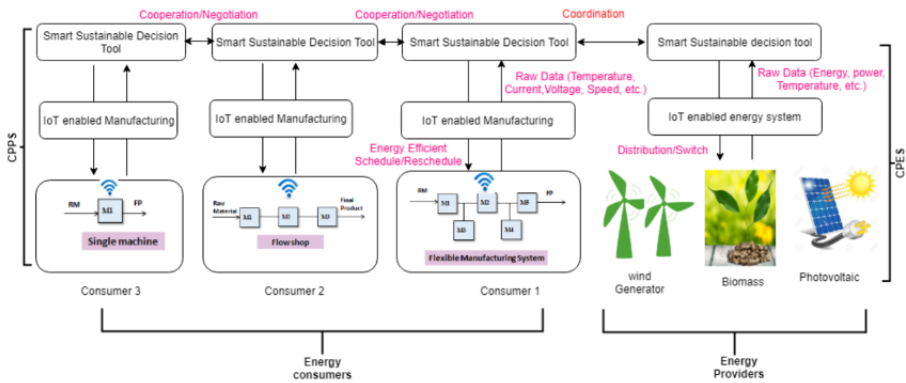 Cooperation/Negotiation
Cooperation/Negotiation
Coordination
Smart Sustainable Decision
Tool
Smart Sustainable Decision Tool
Smart Sustainable Decision Tool
Smart Sustainable decision tool
Raw Data (Temperature,
Current,Voltage, Speed, etc.)
Raw Data (Energy, power,
Temperature, etc.)
CPPS
CPES
IoT enabled Manufacturing
IoT enabled Manufacturing
IoT enabled Manufacturing
IoT enabled energy system
Energy Efficient
Schedule/Reschedule
Distribution/Switch
RM
M1
FP
Single machine
Raw
Material
M1
M2
M3
Final
Product
Flow shop
RM
M1
M2
M5
FP
M3
M4
Flexible Manufacturing System
wind
Generator
Biomass
Photovoltaic
Consumer 3
Consumer 2
Consumer 1
Energy
consumers
Energy
Providers